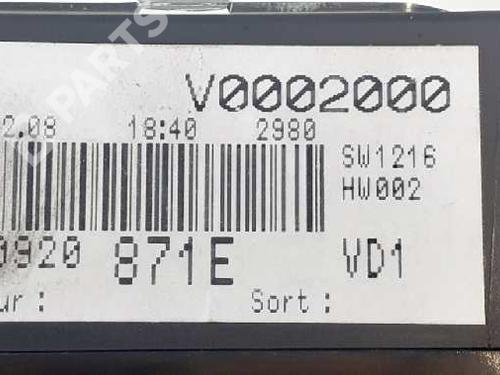 V0002000
2.08 18:40 2980
SW1216
HW002
0920 871E VD1
ur : Sort :